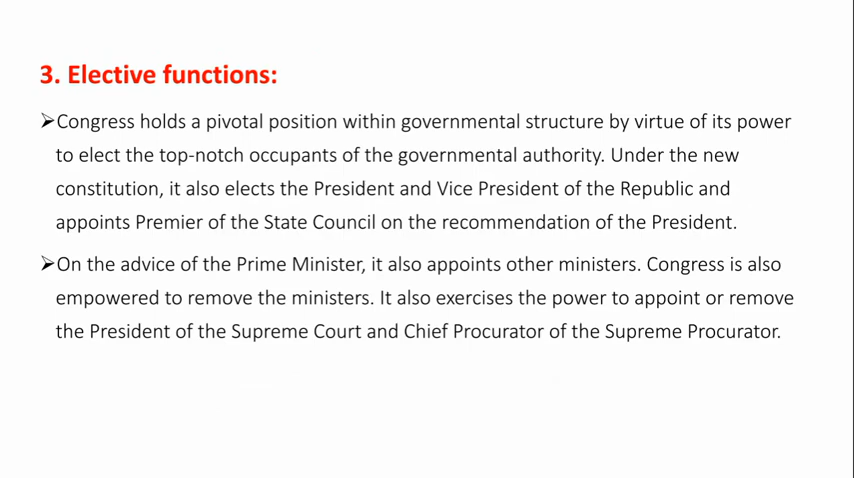 3. Elective functions:
➢Congress holds a pivotal position within governmental structure by virtue of its power
to elect the top-notch occupants of the governmental authority. Under the new
constitution, it also elects the President and Vice President of the Republic and
appoints Premier of the State Council on the recommendation of the President.
➢On the advice of the Prime Minister, it also appoints other ministers. Congress is also
empowered to remove the ministers. It also exercises the power to appoint or remove
the President of the Supreme Court and Chief Procurator of the Supreme Procurator.